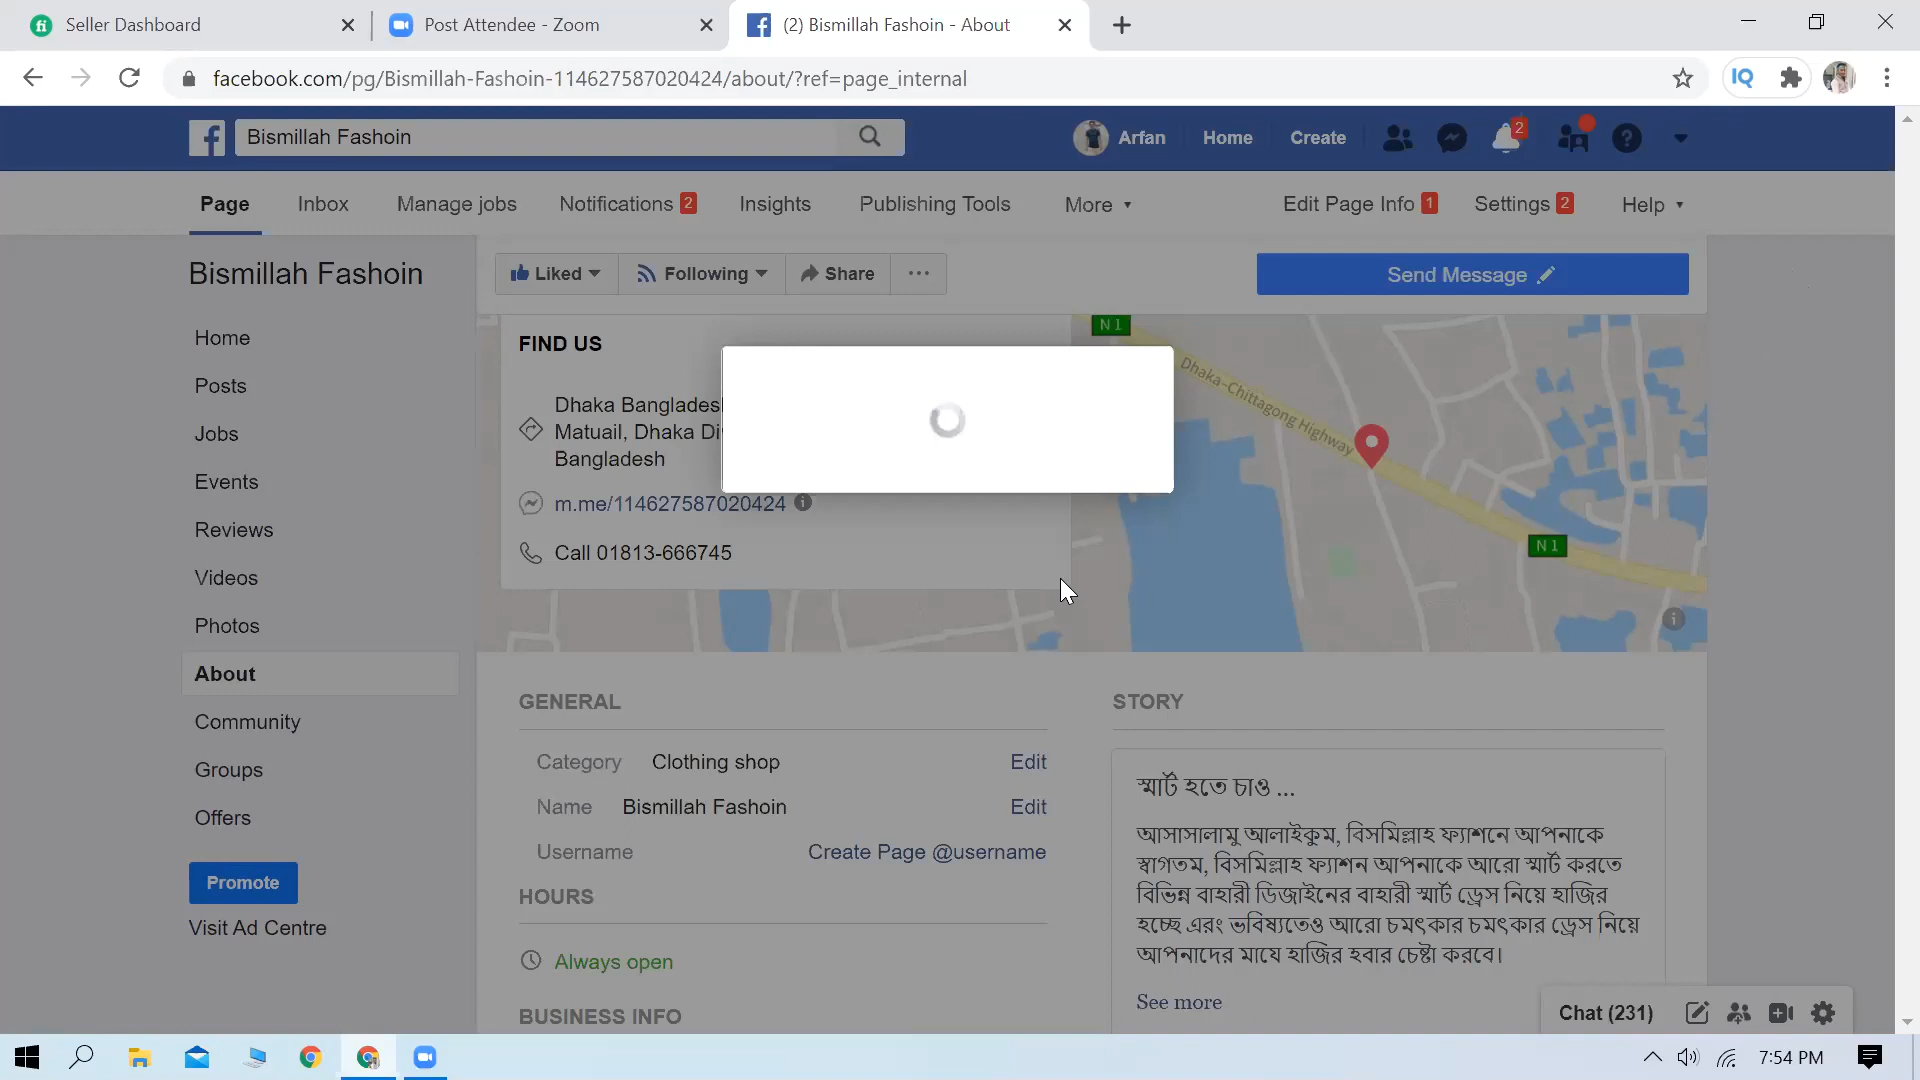 Seller Dashboard
Post Attendee - Zoom
(2) Bismillah Fashoin - About
facebook.com/pg/Bismillah-Fashoin-114627587020424/about/?ref=page_internal
IQ
Bismillah Fashoin
Arfan
Home
Create
2
Page
Inbox
Manage jobs
Notifications 2
Insights
Publishing Tools
More
Edit Page Info 1
Settings 2
Help
Bismillah Fashoin
Home
Posts
Jobs
Events
Reviews
Videos
Photos
About
Community
Groups
Offers
Promote
Visit Ad Centre
Liked
Following
Share
Send Message
FIND US
Dhaka
Matuail, Dhaka
Bangladesh
m.me/114627587020424
Call 01813-666745
N1
Dhaka-Chittagong Highway
N1
GENERAL
Category Clothing shop Edit
Name Bismillah Fashoin Edit
Username Create Page @username
HOURS
Always open
BUSINESS INFO
STORY
স্মার্ট হতে চাও ...
আসাসালামু আলাইকুম, বিসমিল্লাহ ফ্যাশনে আপনাকে
স্বাগতম, বিসমিল্লাহ ফ্যাশন আপনাকে আরো স্মার্ট করতে
বিভিন্ন বাহারী ডিজাইনের বাহারী স্মার্ট ড্রেস নিয়ে হাজির
হচ্ছে এবং ভবিষ্যতেও আরো চমৎকার চমৎকার ড্রেস নিয়ে
আপনাদের মাযে হাজির হবার চেষ্টা করবে।
See more
Chat (231)
7:54 PM